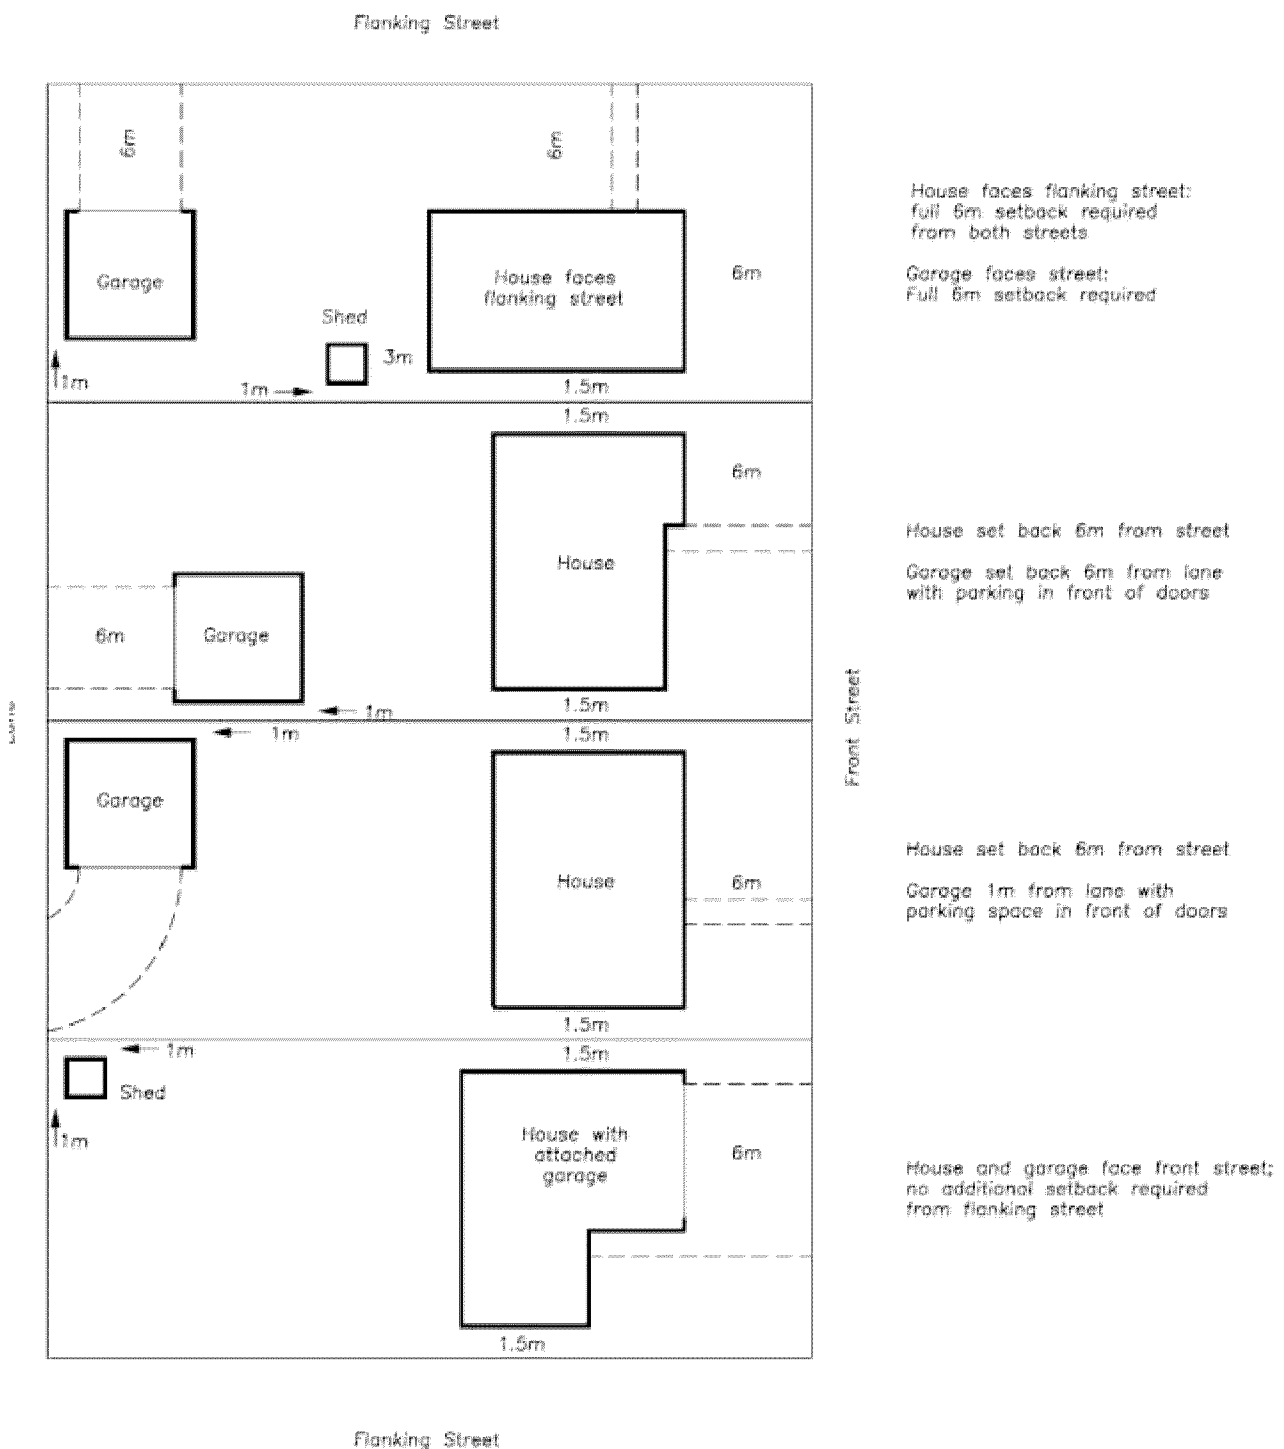 Flanking Street
6m
6m
House faces flanking street:
full 6m setback required
from both streets
Garage faces street:
Full 6m setback required
Garage
House faces
flanking street
6m
Shed
3m
1m
1m
1.5m
1.5m
6m
House set back 6m from street
Garage set back 6m from lane
with parking in front of doors
House
6m
Garage
1m
1.5m
Front Street
1m
1.5m
Garage
House
6m
House set back 6m from street
Garage 1m from lane with
parking space in front of doors
1.5m
1m
1.5m
Shed
1m
House with
attached
garage
6m
House and garage face front street;
no additional setback required
from flanking street
1.5m
Flanking Street